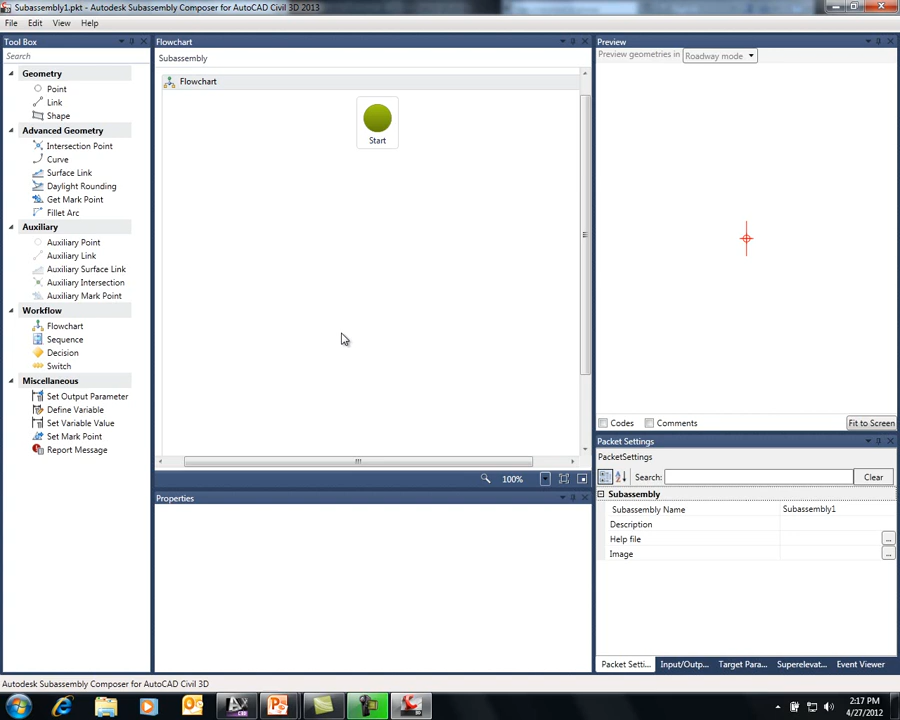 Subassembly1.pkt - Autodesk Subassembly Composer for AutoCAD Civil 3D 2013
File Edit View Help
Tool Box
Search
Geometry
Point
Link
Shape
Advanced Geometry
Intersection Point
Curve
Surface Link
Daylight Rounding
Get Mark Point
Fillet Arc
Auxiliary
Auxiliary Point
Auxiliary Link
Auxiliary Surface Link
Auxiliary Intersection
Auxiliary Mark Point
Workflow
Flowchart
Sequence
Decision
Switch
Miscellaneous
Set Output Parameter
Define Variable
Set Variable Value
Set Mark Point
Report Message
Flowchart
Subassembly
Flowchart
Start
100%
Properties
Preview
Preview geometries in Roadway mode
Codes Comments Fit to Screen
Packet Settings
PacketSettings
Search: Clear
Subassembly
Subassembly Name Subassembly1
Description
Help file ...
Image ...
Packet Setti... Input/Outp... Target Para... Superelevat... Event Viewer
Autodesk Subassembly Composer for AutoCAD Civil 3D
2:17 PM
4/27/2012